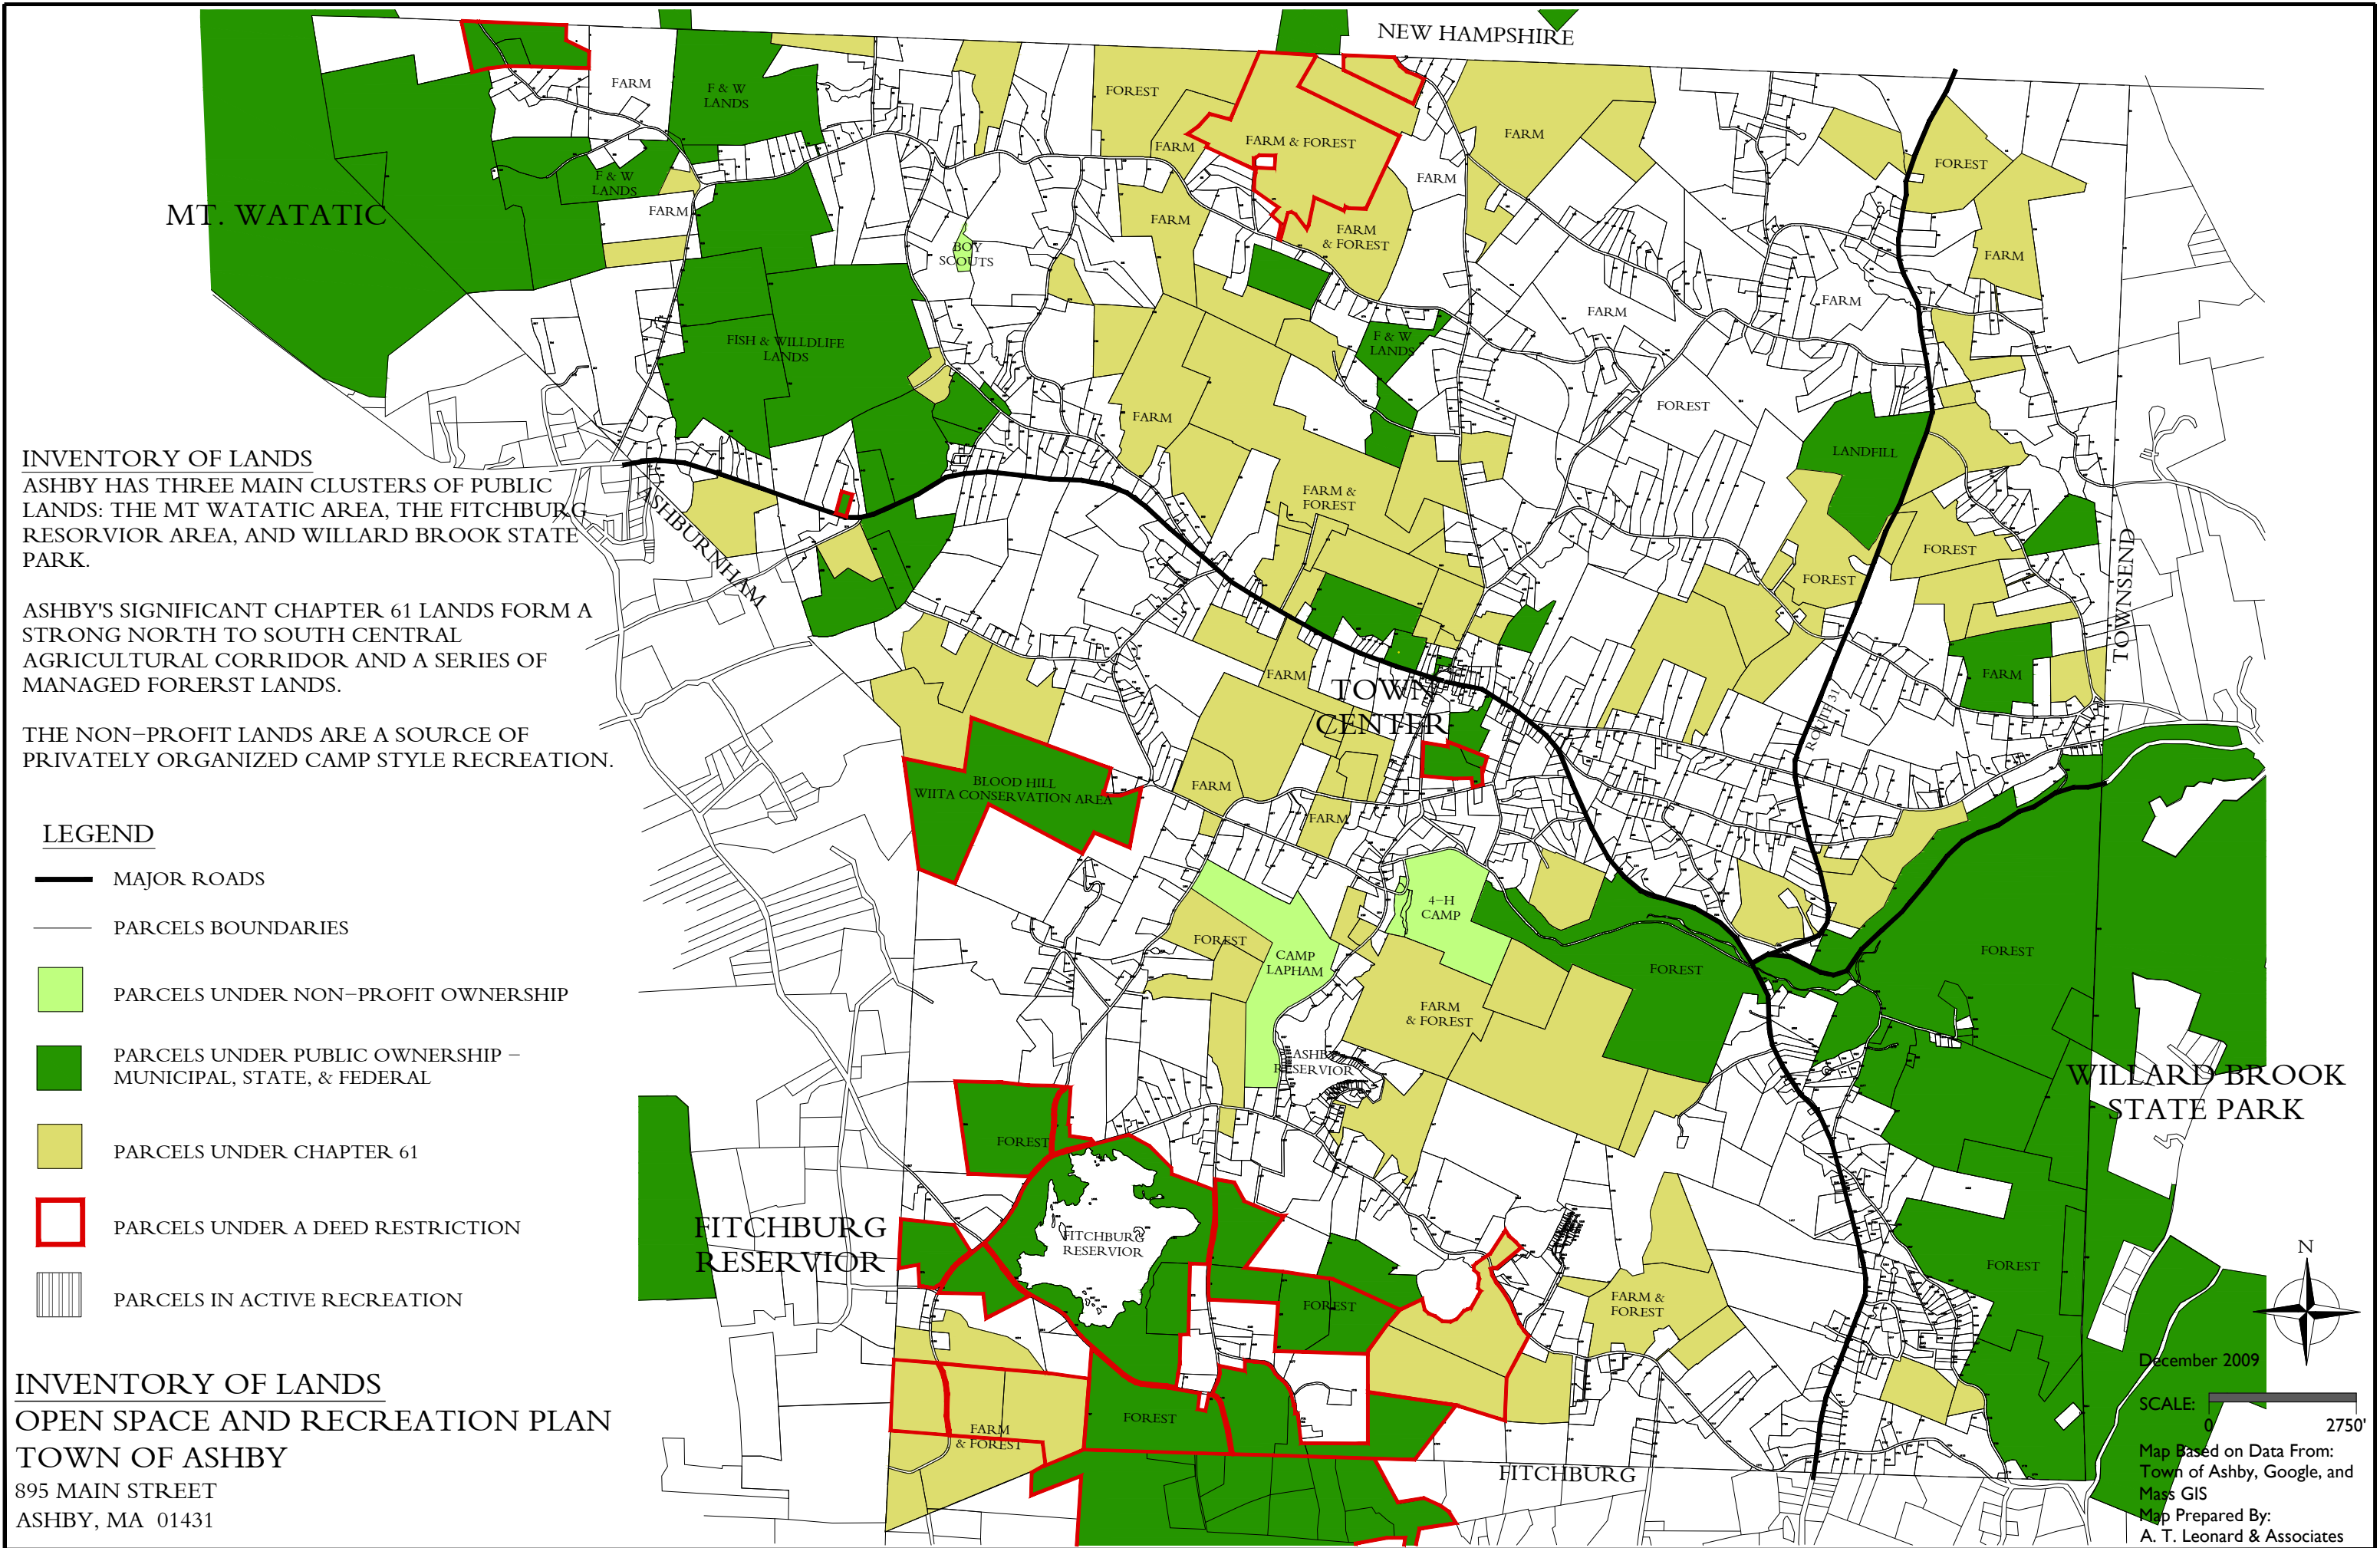 NEW HAMPSHIRE
FARM
F & W
LANDS
FOREST
FARM & FOREST
FARM
FARM
FOREST
FARM
F & W
LANDS
MT. WATATIC
FARM
FARM
FARM
& FOREST
BOY
SCOUTS
FARM
FARM
FARM
FISH & WILLDLIFE
LANDS
F & W
LANDS
FOREST
FARM
LANDFILL
INVENTORY OF LANDS
ASHBY HAS THREE MAIN CLUSTERS OF PUBLIC
LANDS: THE MT WATATIC AREA, THE FITCHBURG
RESORVIOR AREA, AND WILLARD BROOK STATE
PARK.
ASHBY'S SIGNIFICANT CHAPTER 61 LANDS FORM A
STRONG NORTH TO SOUTH CENTRAL
AGRICULTURAL CORRIDOR AND A SERIES OF
MANAGED FORERST LANDS.
THE NON-PROFIT LANDS ARE A SOURCE OF
PRIVATELY ORGANIZED CAMP STYLE RECREATION.
ASHBURNHAM
FARM &
FOREST
FOREST
FOREST
TOWNSEND
FARM
FARM
TOWN
CENTER
BLOOD HILL
WIITA CONSERVATION AREA
FARM
FARM
LEGEND
MAJOR ROADS
PARCELS BOUNDARIES
PARCELS UNDER NON-PROFIT OWNERSHIP
PARCELS UNDER PUBLIC OWNERSHIP -
MUNICIPAL, STATE, & FEDERAL
PARCELS UNDER CHAPTER 61
PARCELS UNDER A DEED RESTRICTION
PARCELS IN ACTIVE RECREATION
4-H
CAMP
FOREST
CAMP
LAPHAM
FOREST
FOREST
FARM
& FOREST
ASHBY
RESERVIOR
WILLARD BROOK
STATE PARK
FOREST
FITCHBURG
RESERVIOR
FITCHBURG
RESERVIOR
FOREST
FARM &
FOREST
FOREST
FOREST
FARM
& FOREST
FITCHBURG
INVENTORY OF LANDS
OPEN SPACE AND RECREATION PLAN
TOWN OF ASHBY
895 MAIN STREET
ASHBY, MA 01431
N
December 2009
SCALE:
0 2750'
Map Based on Data From:
Town of Ashby, Google, and
Mass GIS
Map Prepared By:
A. T. Leonard & Associates